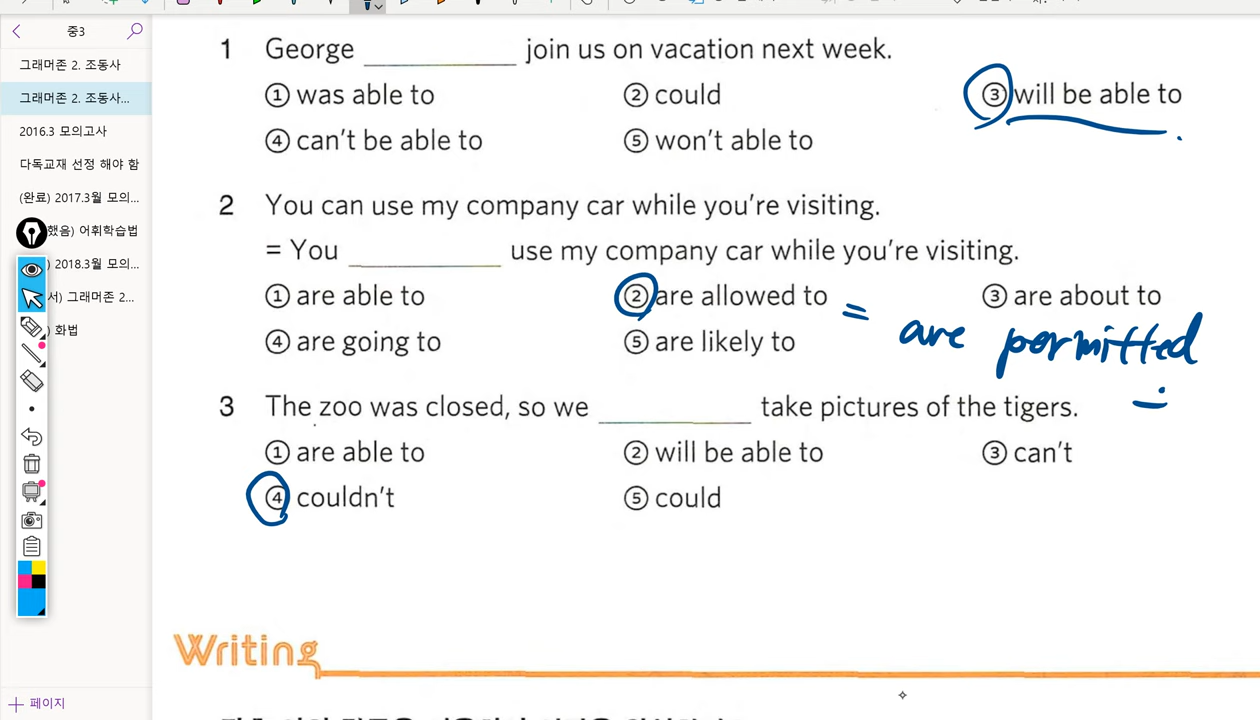 중3
그래머존 2. 조동사
그래머존 2. 조동사...
2016.3 모의고사
다독교재 선정 해야 함
(완료) 2017.3월 모의...
했음) 어휘학습법
) 2018.3월 모의...
서) 그래머존 2...
) 화법
페이지
1 George ________ join us on vacation next week.
① was able to ② could ③ will be able to
④ can't be able to ⑤ won't able to
2 You can use my company car while you're visiting.
= You ________ use my company car while you're visiting.
① are able to ② are allowed to ③ are about to
= are permitted
④ are going to ⑤ are likely to
3 The zoo was closed, so we ________ take pictures of the tigers.
① are able to ② will be able to ③ can't
④ couldn't ⑤ could
Writing